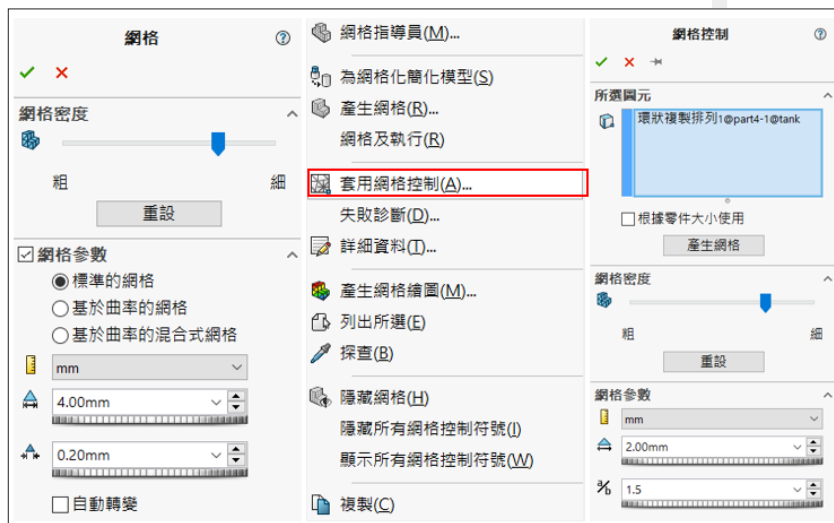 網格
網格密度
粗 細
重設
網格參數
標準的網格
基於曲率的網格
基於曲率的混合式網格
mm
4.00mm
0.20mm
自動轉變
網格指導員(M)...
為網格化簡化模型(S)
產生網格(R)...
網格及執行(R)
套用網格控制(A)...
失敗診斷(D)...
詳細資料(T)...
產生網格繪圖(M)...
列出所選(E)
探查(B)
隱藏網格(H)
隱藏所有網格控制符號(I)
顯示所有網格控制符號(W)
複製(C)
網格控制
所選圖元
環狀複製排列1@part4-1@tank
根據零件大小使用
產生網格
網格密度
粗 細
重設
網格參數
mm
2.00mm
a/b 1.5